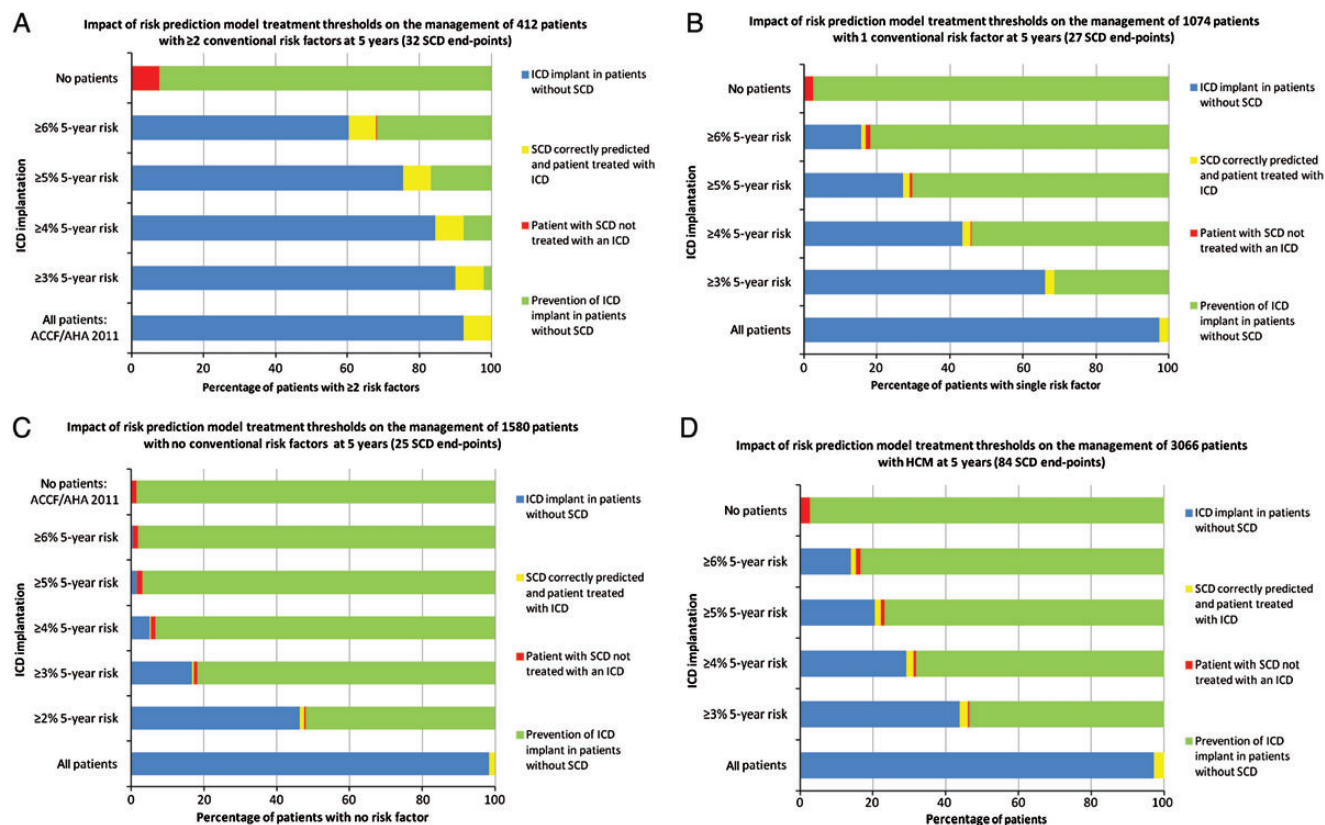 A
Impact of risk prediction model treatment thresholds on the management of 412 patients
with ≥2 conventional risk factors at 5 years (32 SCD end-points)
ICD implantation
No patients
≥6% 5-year risk
≥5% 5-year risk
≥4% 5-year risk
≥3% 5-year risk
All patients:
ACCF/AHA 2011
0 20 40 60 80 100
Percentage of patients with ≥2 risk factors
ICD implant in patients
without SCD
SCD correctly predicted
and patient treated with
ICD
Patient with SCD not
treated with an ICD
Prevention of ICD
implant in patients
without SCD
B
Impact of risk prediction model treatment thresholds on the management of 1074 patients
with 1 conventional risk factor at 5 years (27 SCD end-points)
ICD implantation
No patients
≥6% 5-year risk
≥5% 5-year risk
≥4% 5-year risk
≥3% 5-year risk
All patients
0 20 40 60 80 100
Percentage of patients with single risk factor
ICD implant in patients
without SCD
SCD correctly predicted
and patient treated with
ICD
Patient with SCD not
treated with an ICD
Prevention of ICD
implant in patients
without SCD
C
Impact of risk prediction model treatment thresholds on the management of 1580 patients
with no conventional risk factors at 5 years (25 SCD end-points)
ICD implantation
No patients:
ACCF/AHA 2011
≥6% 5-year risk
≥5% 5-year risk
≥4% 5-year risk
≥3% 5-year risk
≥2% 5-year risk
All patients
0 20 40 60 80 100
Percentage of patients with no risk factor
ICD implant in patients
without SCD
SCD correctly predicted
and patient treated with
ICD
Patient with SCD not
treated with an ICD
Prevention of ICD
implant in patients
without SCD
D
Impact of risk prediction model treatment thresholds on the management of 3066 patients
with HCM at 5 years (84 SCD end-points)
ICD implantation
No patients
≥6% 5-year risk
≥5% 5-year risk
≥4% 5-year risk
≥3% 5-year risk
All patients
0 20 40 60 80 100
Percentage of patients
ICD implant in patients
without SCD
SCD correctly predicted
and patient treated with
ICD
Patient with SCD not
treated with an ICD
Prevention of ICD
implant in patients
without SCD